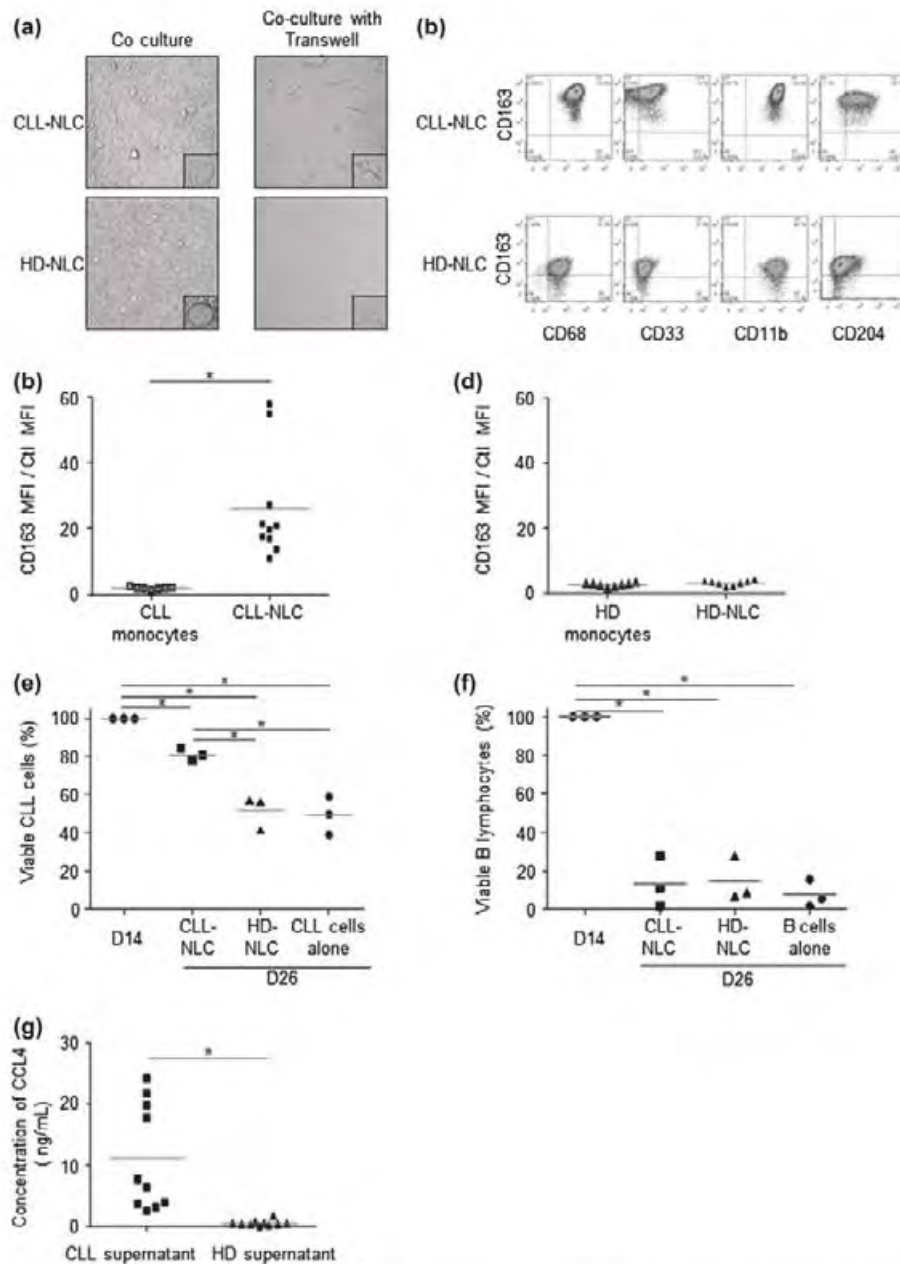 (a)
Co culture
Co-culture with
Transwell
CLL-NLC
HD-NLC
(b)
CLL-NLC
CD163
HD-NLC
CD163
CD68
CD33
CD11b
CD204
(b)
*
CD163 MFI / Ctl MFI
60
40
20
0
CLL
monocytes
CLL-NLC
(d)
CD163 MFI / Ctl MFI
60
40
20
0
HD
monocytes
HD-NLC
(e)
*
*
*
*
*
Viable CLL cells (%)
100
80
60
40
20
0
D14
CLL-
NLC
HD-
NLC
CLL cells
alone
D26
(f)
*
*
*
Viable B lymphocytes (%)
100
80
60
40
20
0
D14
CLL-
NLC
HD-
NLC
B cells
alone
D26
(g)
*
Concentration of CCL4
( ng/mL)
30
20
10
0
CLL supernatant
HD supernatant